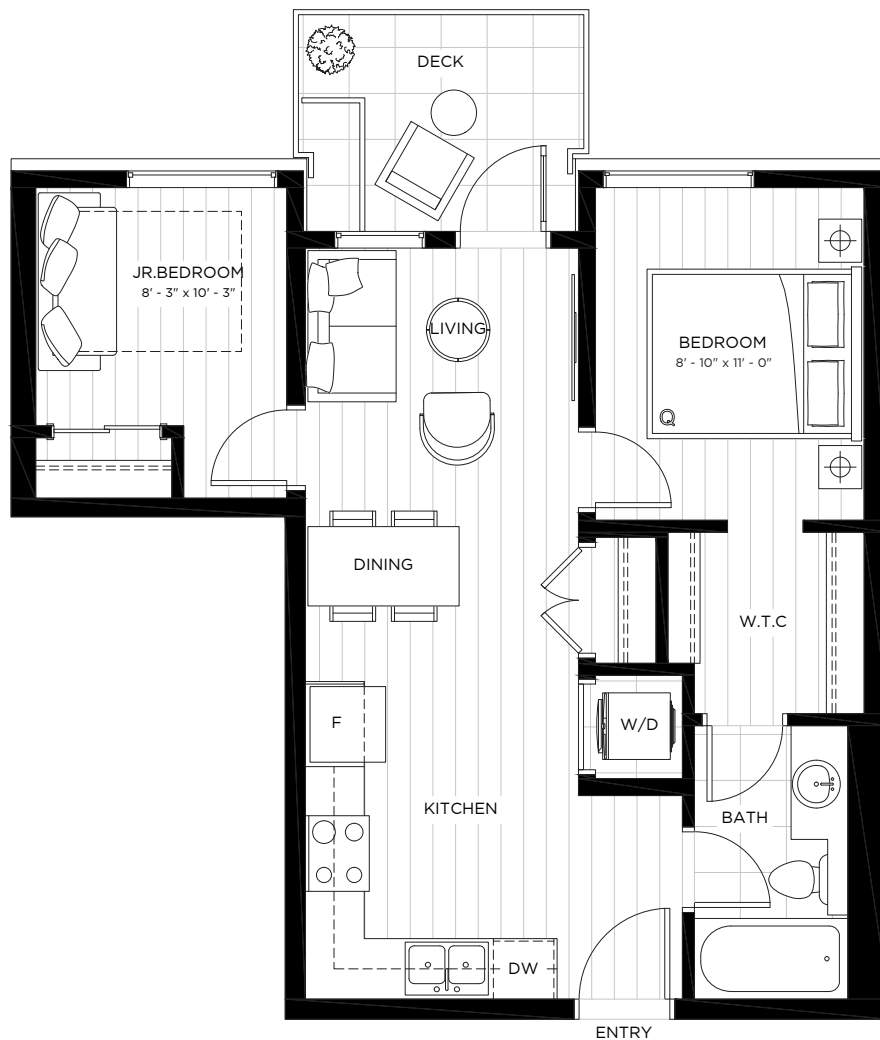 DECK
JR.BEDROOM
8' - 3" x 10' - 3"
LIVING
BEDROOM
8' - 10" x 11' - 0"
DINING
W.T.C
F
W/D
KITCHEN
BATH
DW
ENTRY